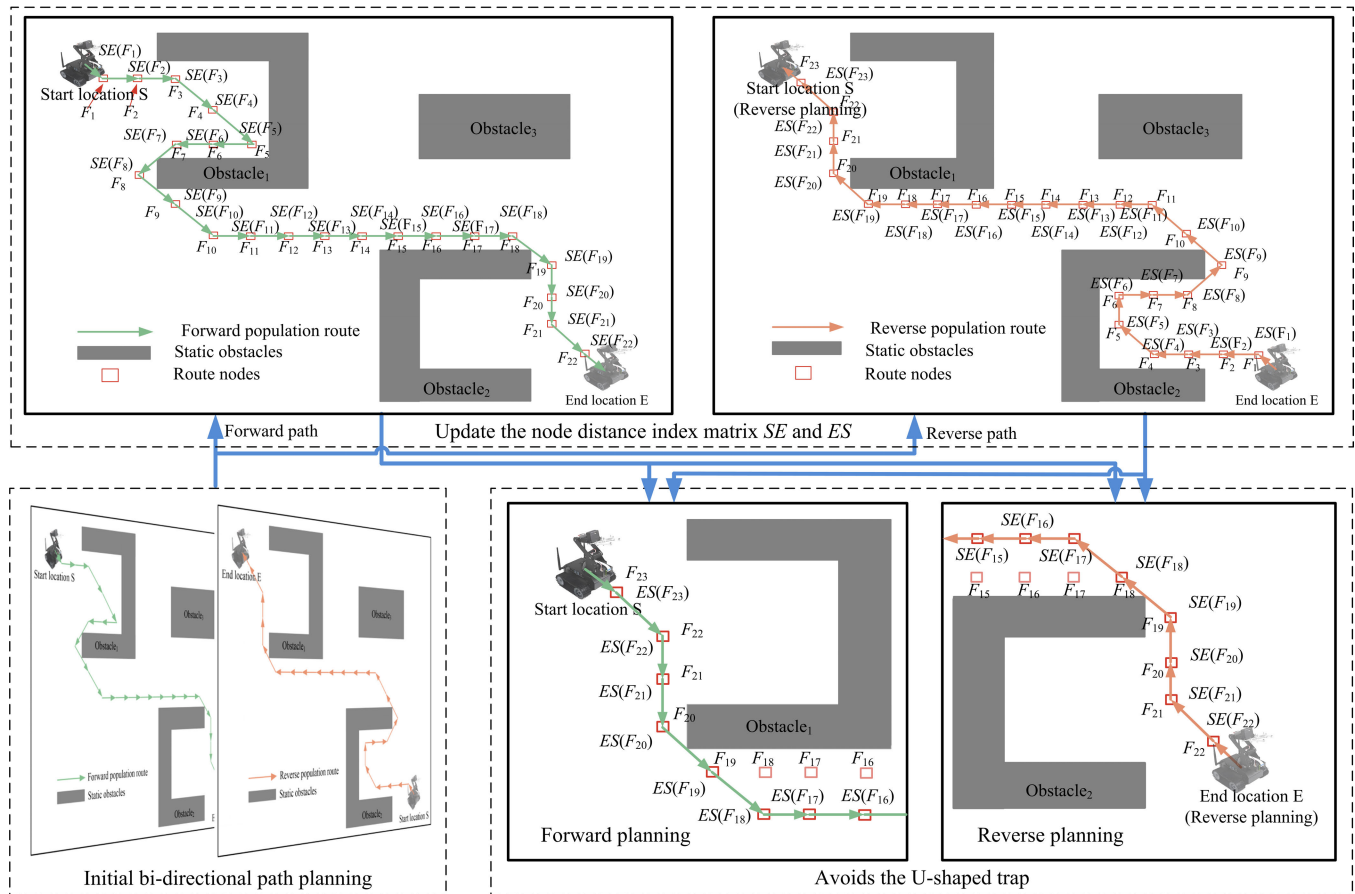 SE(F1)
SE(F2)
SE(F3)
F3
Start location S
F1
F2
SE(F4)
F4
SE(F7)
SE(F6)
SE(F5)
F7
F6
F5
SE(F8)
F8
Obstacle1
Obstacle3
F9
SE(F9)
SE(F10)
SE(F12)
SE(F14)
SE(F16)
SE(F18)
SE(F11)
SE(F13)
SE(F15)
SE(F17)
F10
F11
F12
F13
F14
F15
F16
F17
F18
SE(F19)
F19
SE(F20)
F20
SE(F21)
F21
SE(F22)
F22
Forward population route
Static obstacles
Route nodes
Obstacle2
End location E
F23
ES(F23)
Start location S
(Reverse planning)
F22
ES(F22)
F21
ES(F21)
F20
ES(F20)
Obstacle1
Obstacle3
F19
F18
F17
F16
F15
F14
F13
F12
F11
ES(F19)
ES(F17)
ES(F15)
ES(F13)
ES(F11)
ES(F18)
ES(F16)
ES(F14)
ES(F12)
ES(F10)
F10
ES(F9)
F9
ES(F7)
ES(F6)
F6
F7
F8
ES(F8)
ES(F5)
F5
ES(F4)
ES(F3)
ES(F2)
ES(F1)
F4
F3
F2
F1
Reverse population route
Static obstacles
Route nodes
Obstacle2
End location E
Forward path
Update the node distance index matrix SE and ES
Reverse path
Start location S
Obstacle1
Forward population route
Static obstacles
E
End location E
Obstacle3
Obstacle1
Reverse population route
Static obstacles
Start location S
Initial bi-directional path planning
F23
ES(F23)
Start location S
F22
ES(F22)
F21
ES(F21)
F20
ES(F20)
Obstacle1
F19
F18
F17
F16
ES(F19)
ES(F18)
ES(F17)
ES(F16)
Forward planning
SE(F16)
SE(F15)
SE(F17)
SE(F18)
F15
F16
F17
F18
SE(F19)
F19
SE(F20)
F20
SE(F21)
F21
SE(F22)
F22
Obstacle2
End location E
(Reverse planning)
Reverse planning
Avoids the U-shaped trap